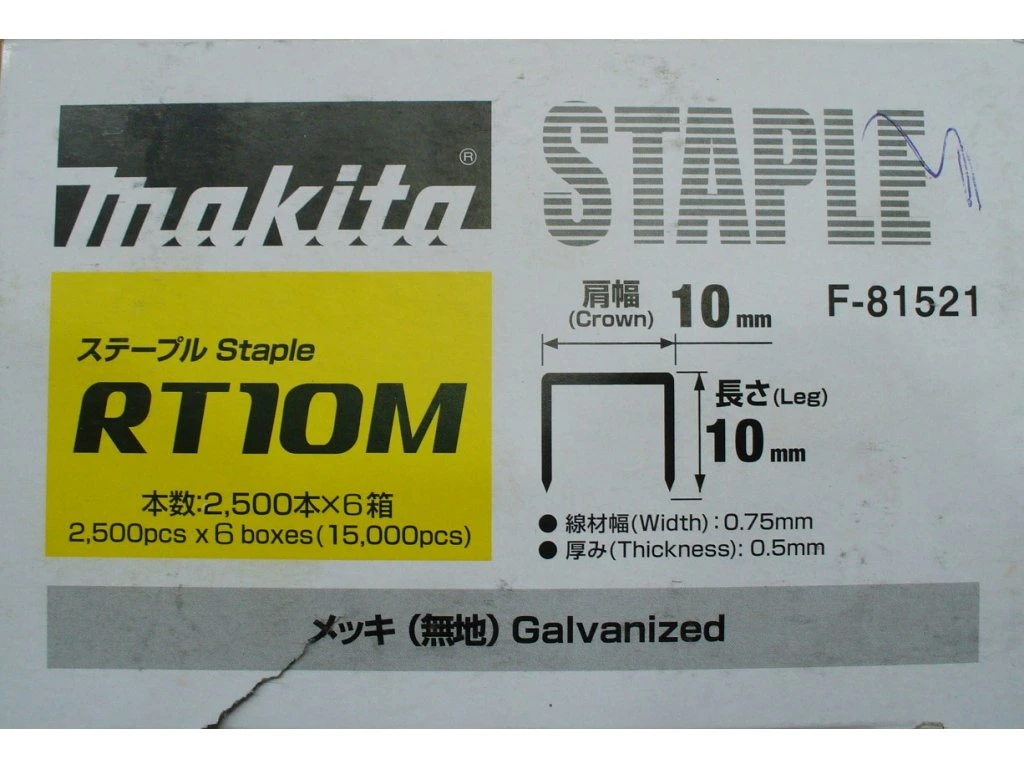 makita®
STAPLE
ステープル Staple
RT10M
本数:2,500本×6箱
2,500pcs x 6 boxes (15,000pcs)
肩幅
(Crown) 10 mm
F-81521
長さ(Leg)
10 mm
● 線材幅(Width) : 0.75mm
● 厚み(Thickness): 0.5mm
メッキ(無地) Galvanized